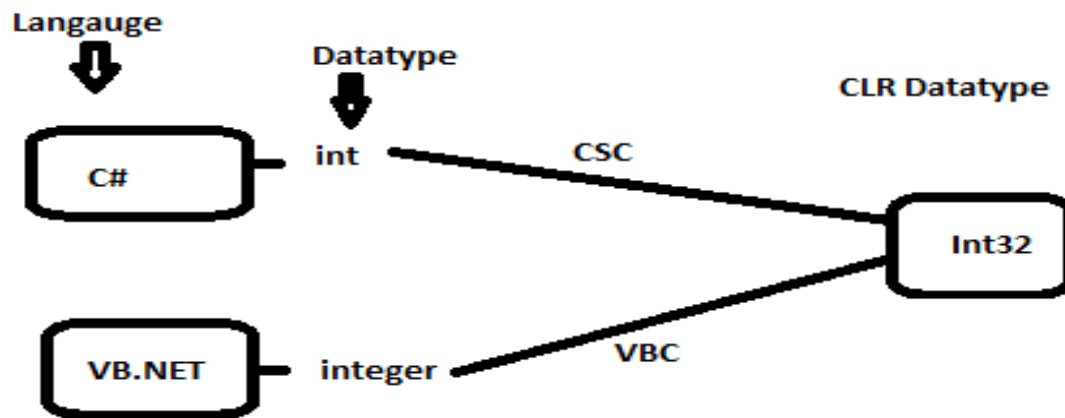 Langauge
Datatype
CLR Datatype
C#
int
CSC
Int32
VB.NET
integer
VBC